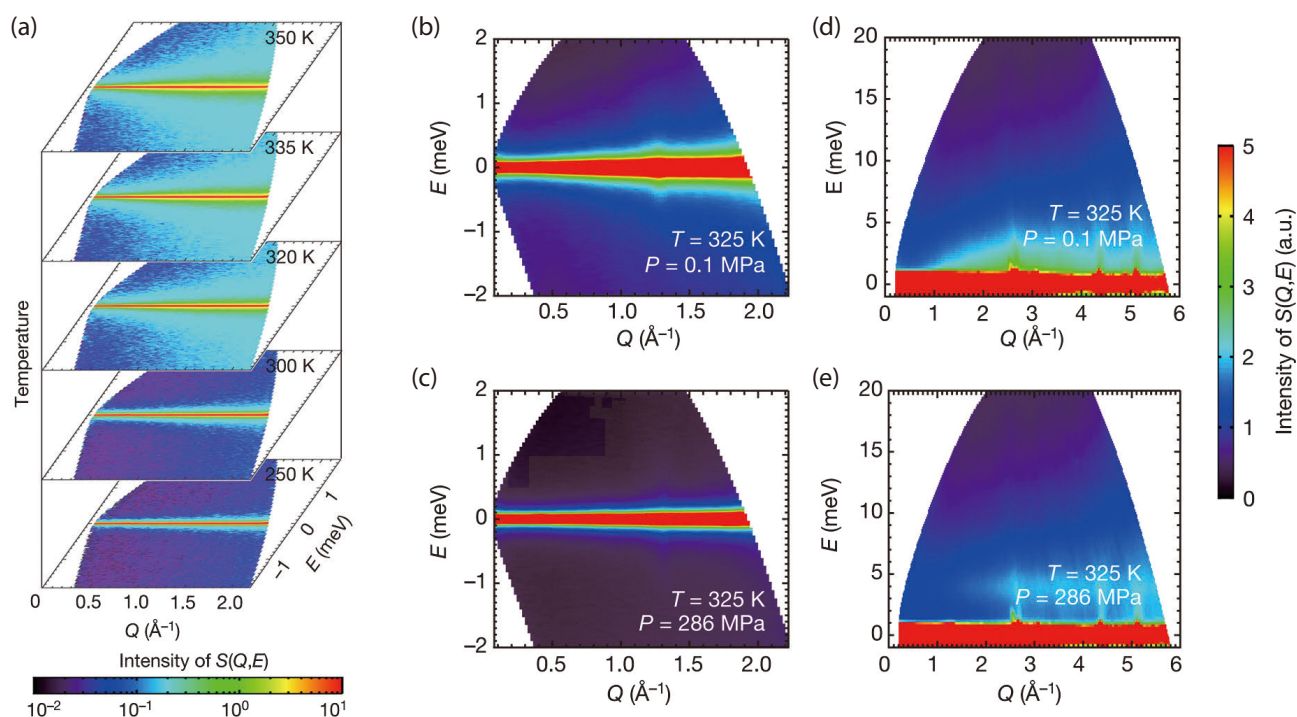 (a)
350 K
335 K
320 K
300 K
250 K
Temperature
1
0
−1
E (meV)
0
0.5
1.0
1.5
2.0
Q (Å−1)
Intensity of S(Q,E)
10−2
10−1
100
101
(b)
2
1
0
−1
−2
E (meV)
T = 325 K
P = 0.1 MPa
0.5
1.0
1.5
2.0
Q (Å−1)
(c)
2
1
0
−1
−2
E (meV)
T = 325 K
P = 286 MPa
0.5
1.0
1.5
2.0
Q (Å−1)
(d)
20
15
10
5
0
E (meV)
T = 325 K
P = 0.1 MPa
0
1
2
3
4
5
6
Q (Å−1)
(e)
20
15
10
5
0
E (meV)
T = 325 K
P = 286 MPa
0
1
2
3
4
5
6
Q (Å−1)
5
4
3
2
1
0
Intensity of S(Q,E) (a.u.)